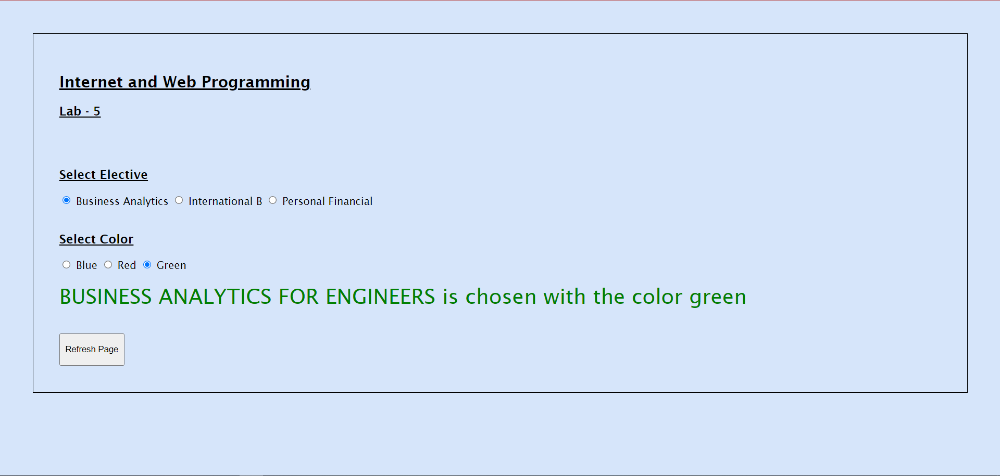 Internet and Web Programming
Lab - 5
Select Elective
Business Analytics International B Personal Financial
Select Color
Blue Red Green
BUSINESS ANALYTICS FOR ENGINEERS is chosen with the color green
Refresh Page